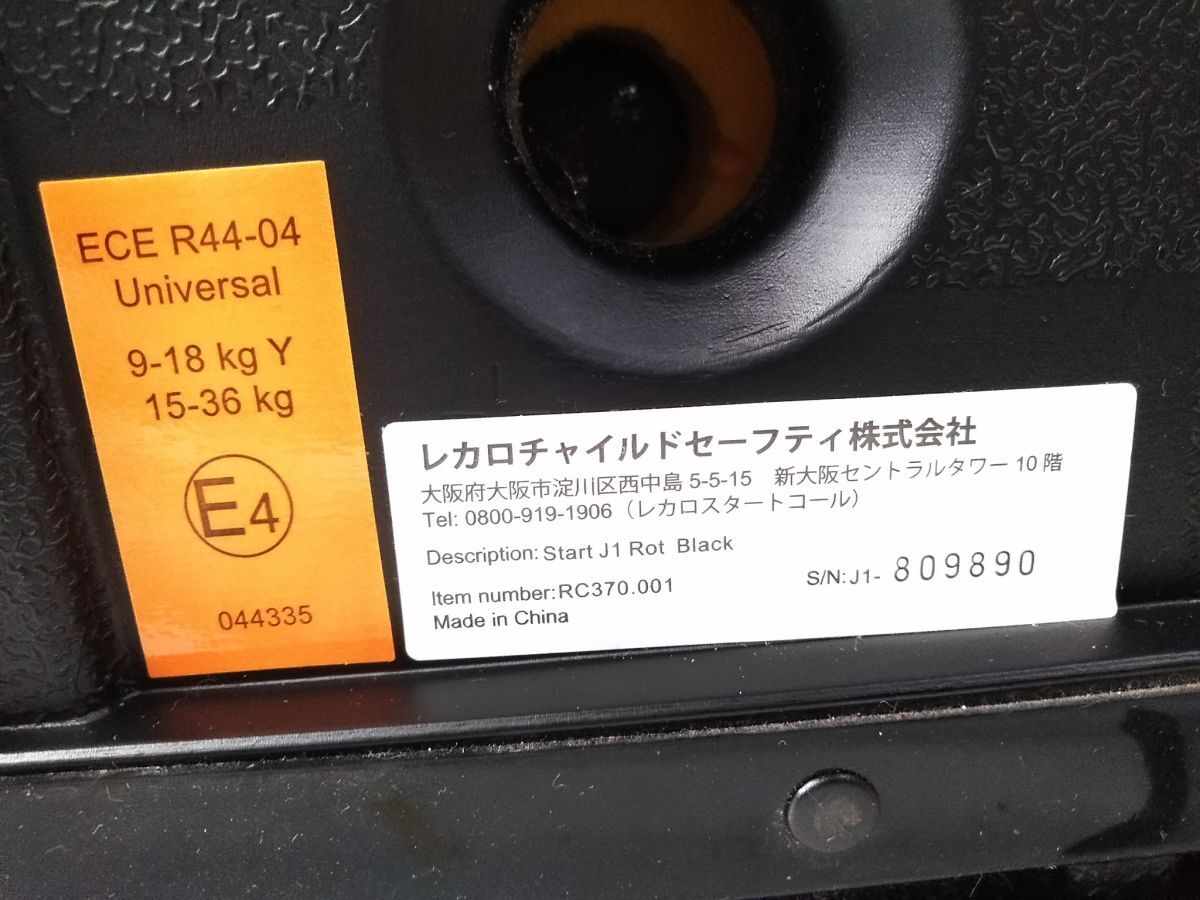 ECE R44-04
Universal
9-18 kg Y
15-36 kg
E4
044335
レカロチャイルドセーフティ株式会社
大阪府大阪市淀川区西中島 5-5-15　新大阪セントラルタワー 10 階
Tel: 0800-919-1906（レカロスタートコール）
Description: Start J1 Rot Black
Item number:RC370.001 S/N: J1- 809890
Made in China